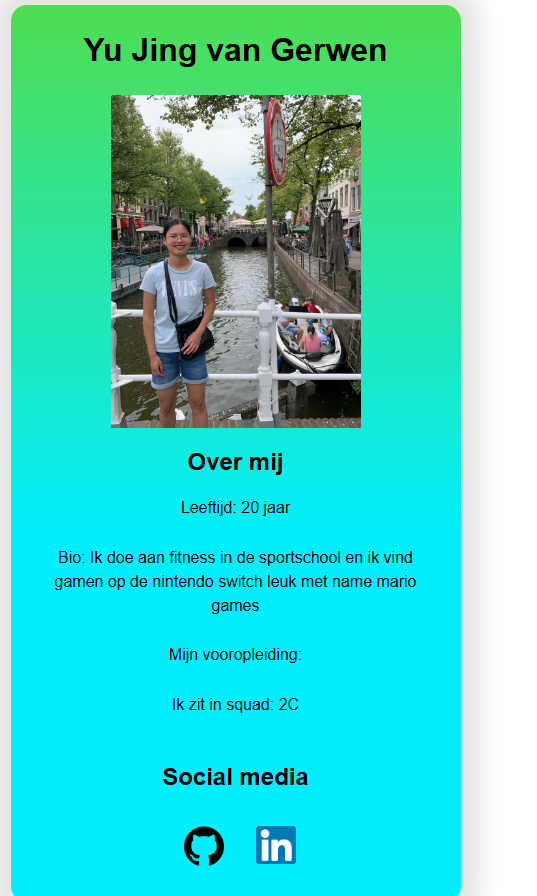 Yu Jing van Gerwen
Over mij
Leeftijd: 20 jaar
Bio: Ik doe aan fitness in de sportschool en ik vind
gamen op de nintendo switch leuk met name mario
games
Mijn vooropleiding:
Ik zit in squad: 2C
Social media
in